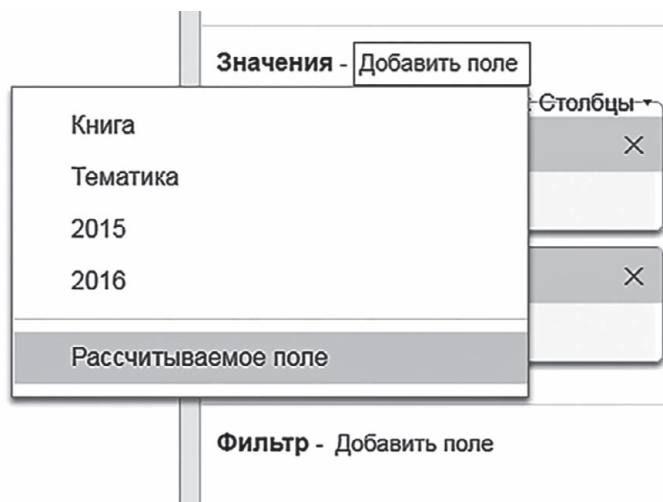 Значения - Добавить поле
: Столбцы
Книга
Тематика
2015
2016
Рассчитываемое поле
Фильтр - Добавить поле